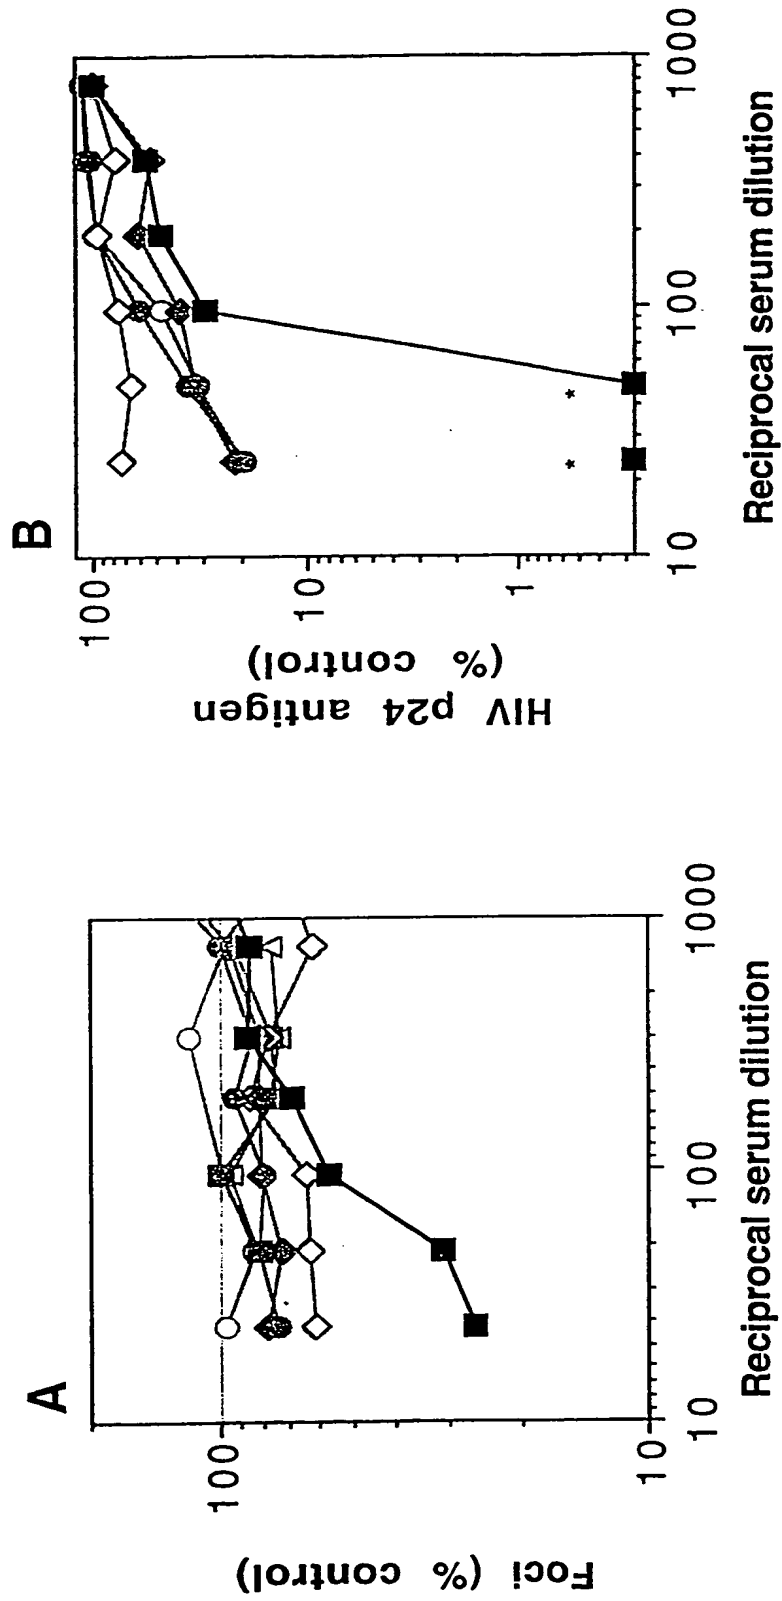 A
Foci (% control)
100
10
10
100
1000
Reciprocal serum dilution
B
HIV p24 antigen
(% control)
100
10
1
*
*
10
100
1000
Reciprocal serum dilution